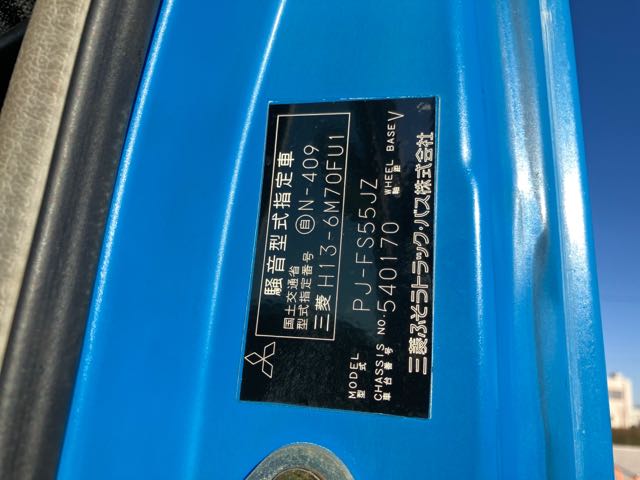 騒音型式指定車
国土交通省
型式指定番号 自N-409
三菱 H13-6M70FU1
MODEL
型式 PJ-FS55JZ
CHASSIS NO. WHEEL BASE
車台番号 540170 軸距 V
三菱ふそうトラック・バス株式会社